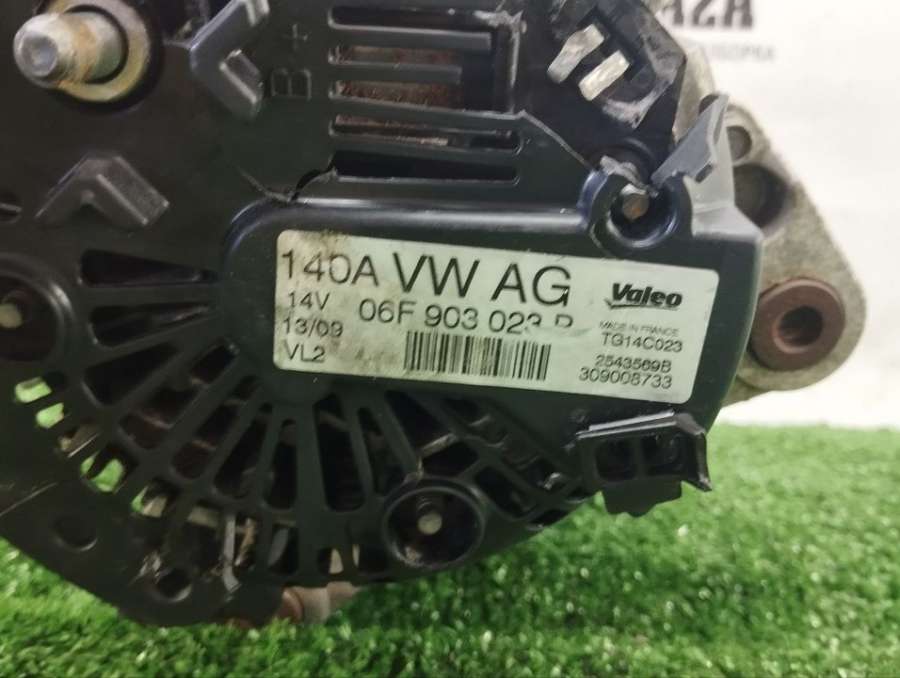 B+
140A VW AG
14V
06F 903 023
13/09
VL2
Valeo
MADE IN FRANCE
TG14C023
2543569B
309008733